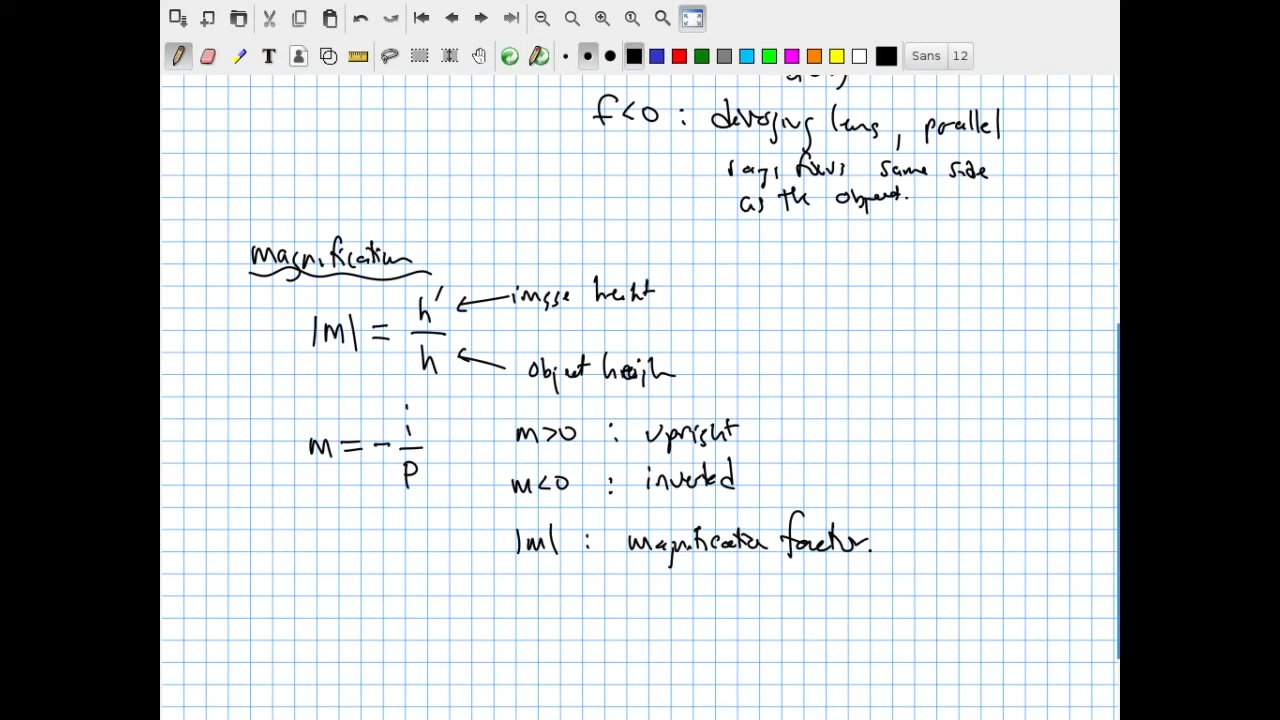 Sans 12
f<0 : diverging lens, parallel
rays focus same side
as the object.
magnification
|m| = h'/h
image height
object heigh
m = - i/p
m>0 : upright
m<0 : inverted
|m| : magnification factor.